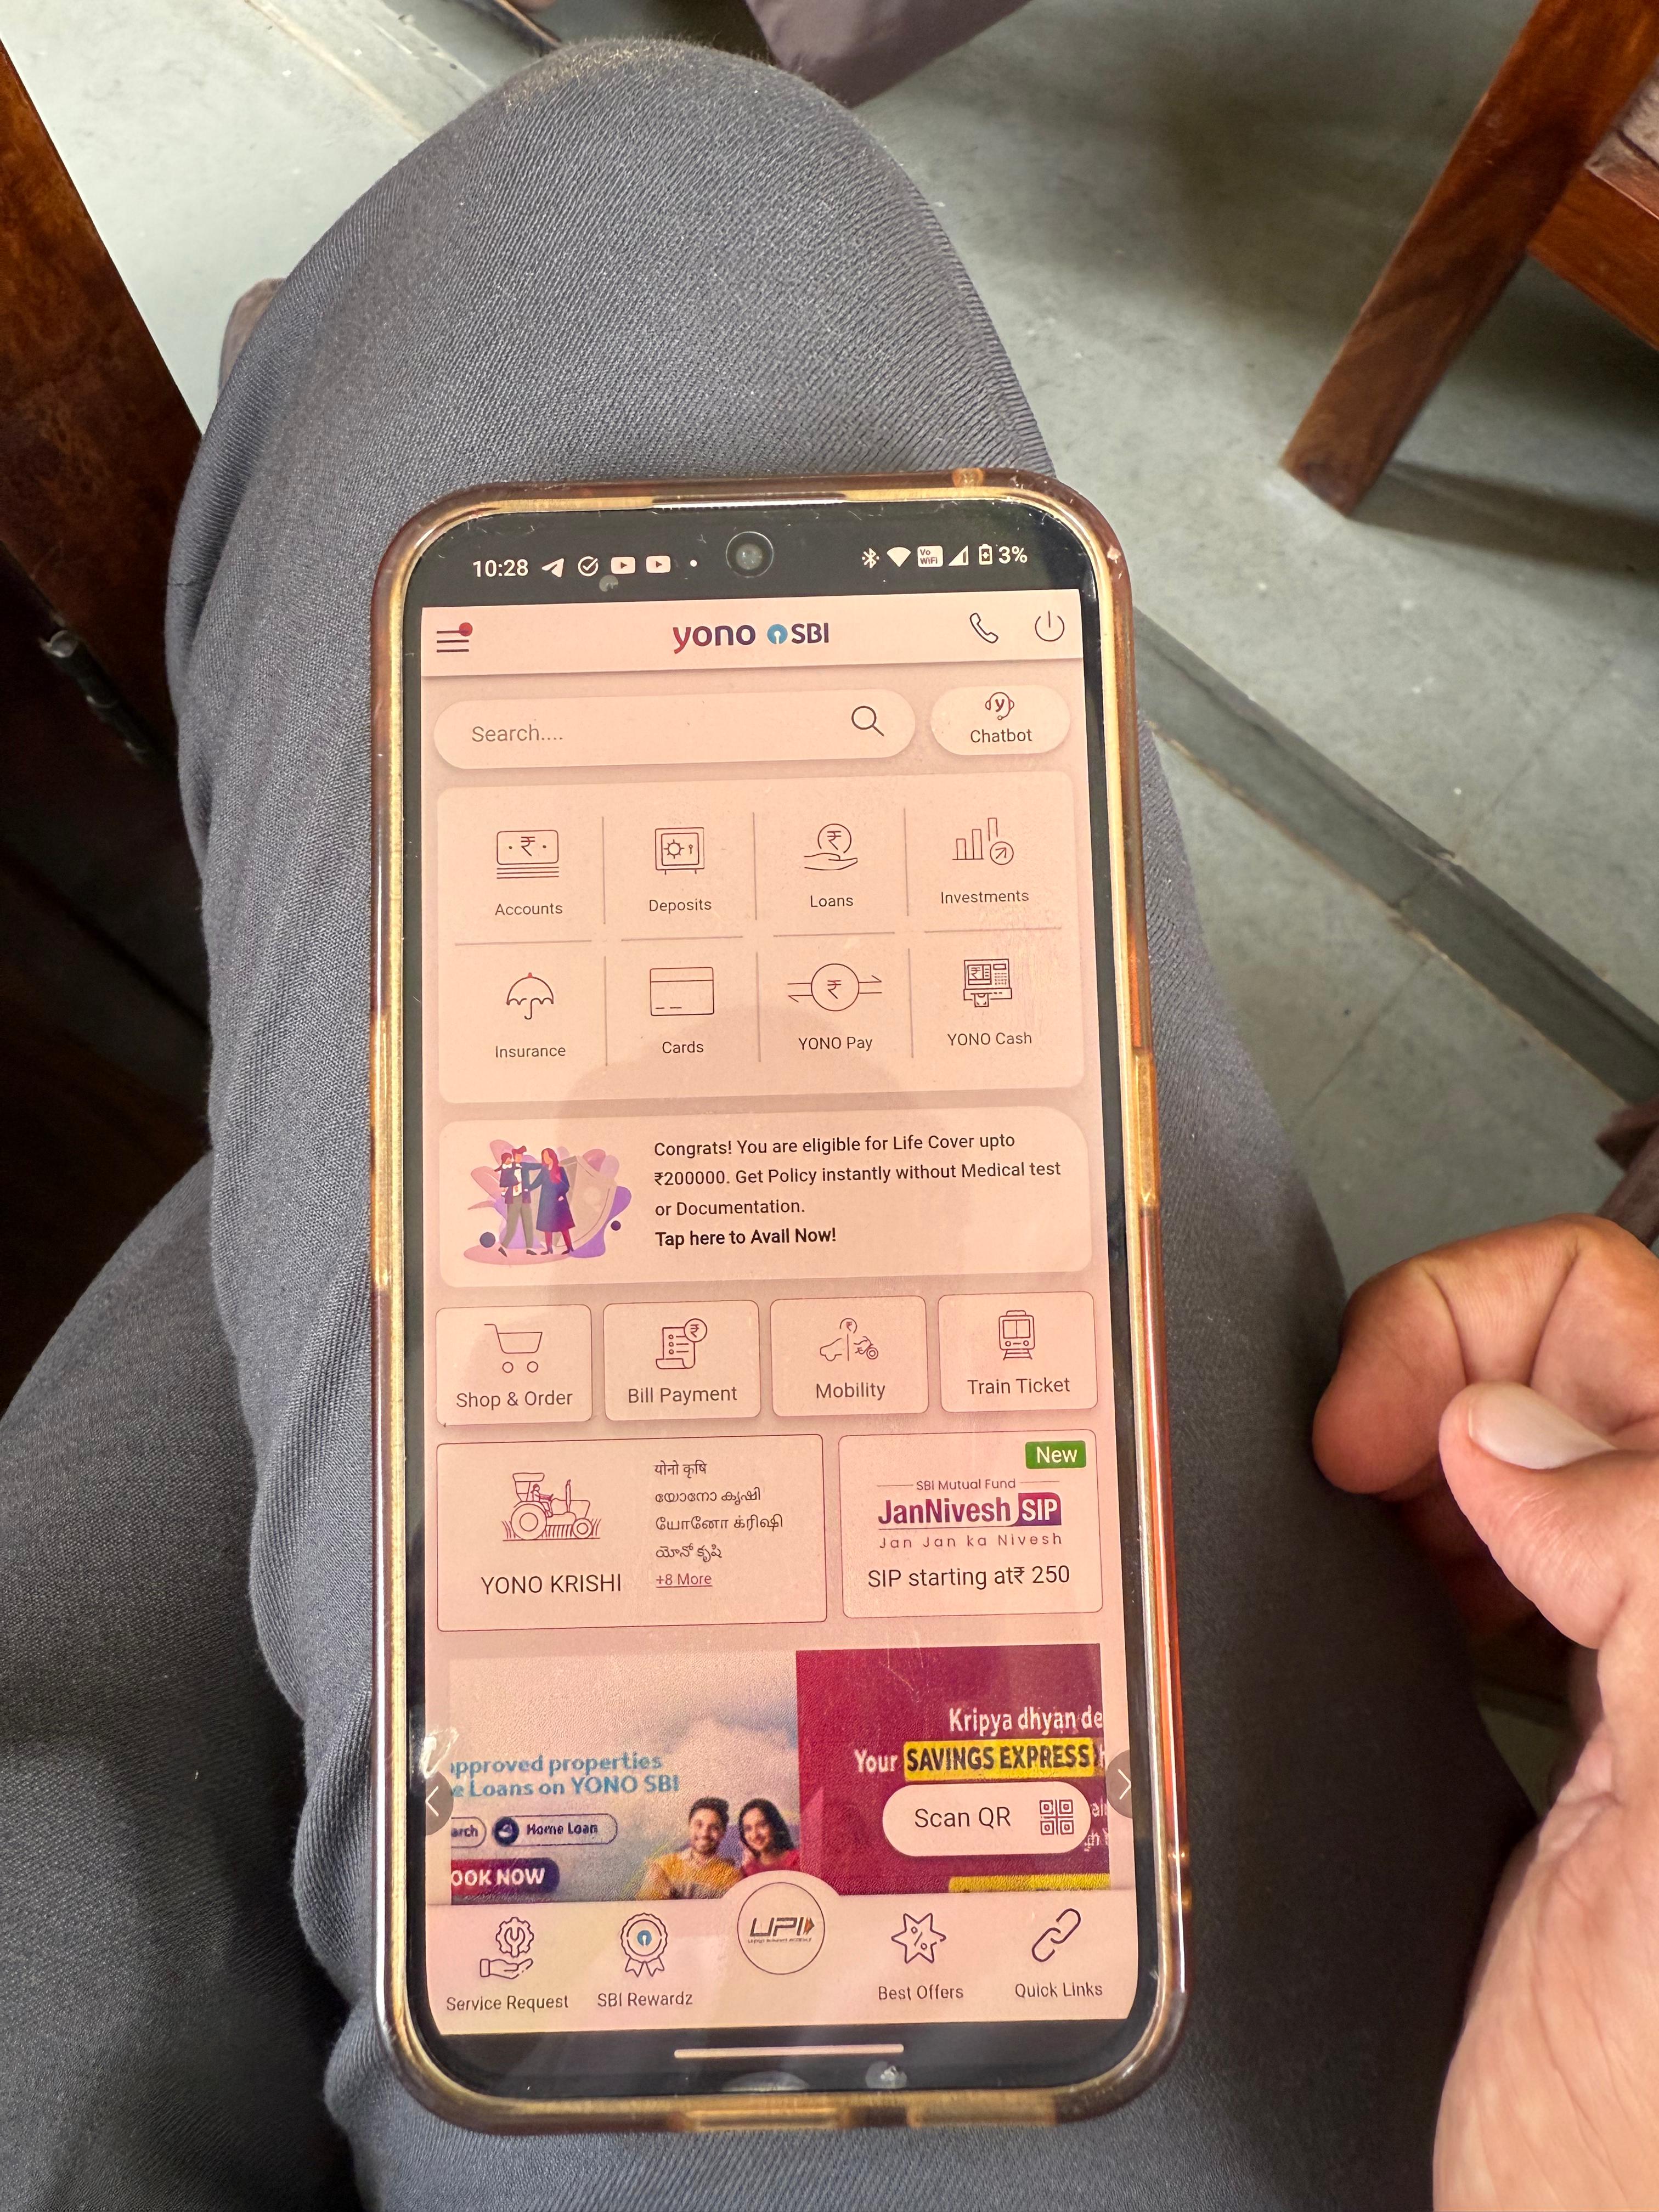 10:28
Vo WiFi
3%
yono SBI
Search....
Chatbot
Accounts
Deposits
Loans
Investments
Insurance
Cards
YONO Pay
YONO Cash
Congrats! You are eligible for Life Cover upto
₹200000. Get Policy instantly without Medical test
or Documentation.
Tap here to Avail Now!
Shop & Order
Bill Payment
Mobility
Train Ticket
योनो कृषि
യോനോ കൃഷി
யோனோ க்ரிஷி
యోనో కృషి
+8 More
YONO KRISHI
New
SBI Mutual Fund
JanNivesh SIP
Jan Jan ka Nivesh
SIP starting at₹ 250
approved properties
Loans on YONO SBI
Home Loan
OOK NOW
Kripya dhyan de
Your SAVINGS EXPRESS
Scan QR
UPI
Service Request
SBI Rewardz
Best Offers
Quick Links